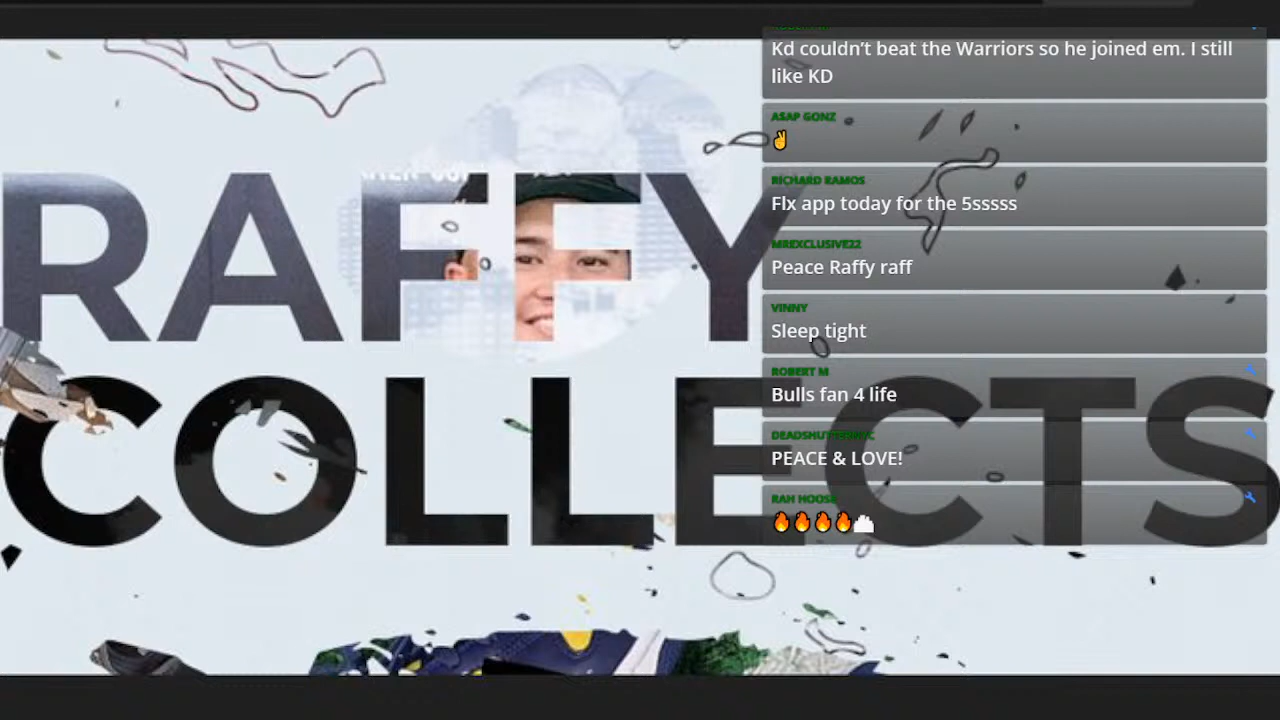 RAFFY
COLLECTS
Kd couldn't beat the Warriors so he joined em. I still
like KD
ASAP GONZ
✌
RICHARD RAMOS
Flx app today for the 5sssss
MREXCLUSIVE22
Peace Raffy raff
VINNY
Sleep tight
ROBERT M
Bulls fan 4 life
PEACE & LOVE!
RAH HOOSE
🔥🔥🔥🔥